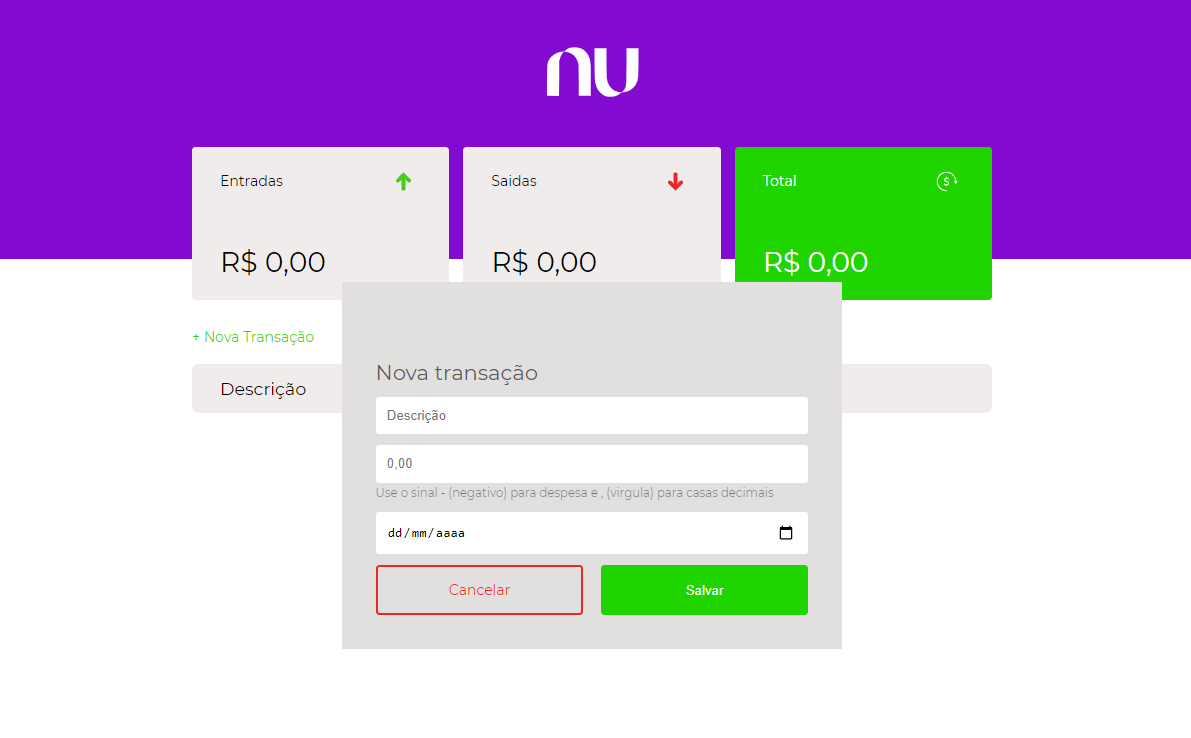 nu
Entradas
Saidas
Total
R$ 0,00
R$ 0,00
R$ 0,00
+ Nova Transação
Descrição
Nova transação
Descrição
0,00
Use o sinal - (negativo) para despesa e , (virgula) para casas decimais
dd/mm/aaaa
Cancelar
Salvar